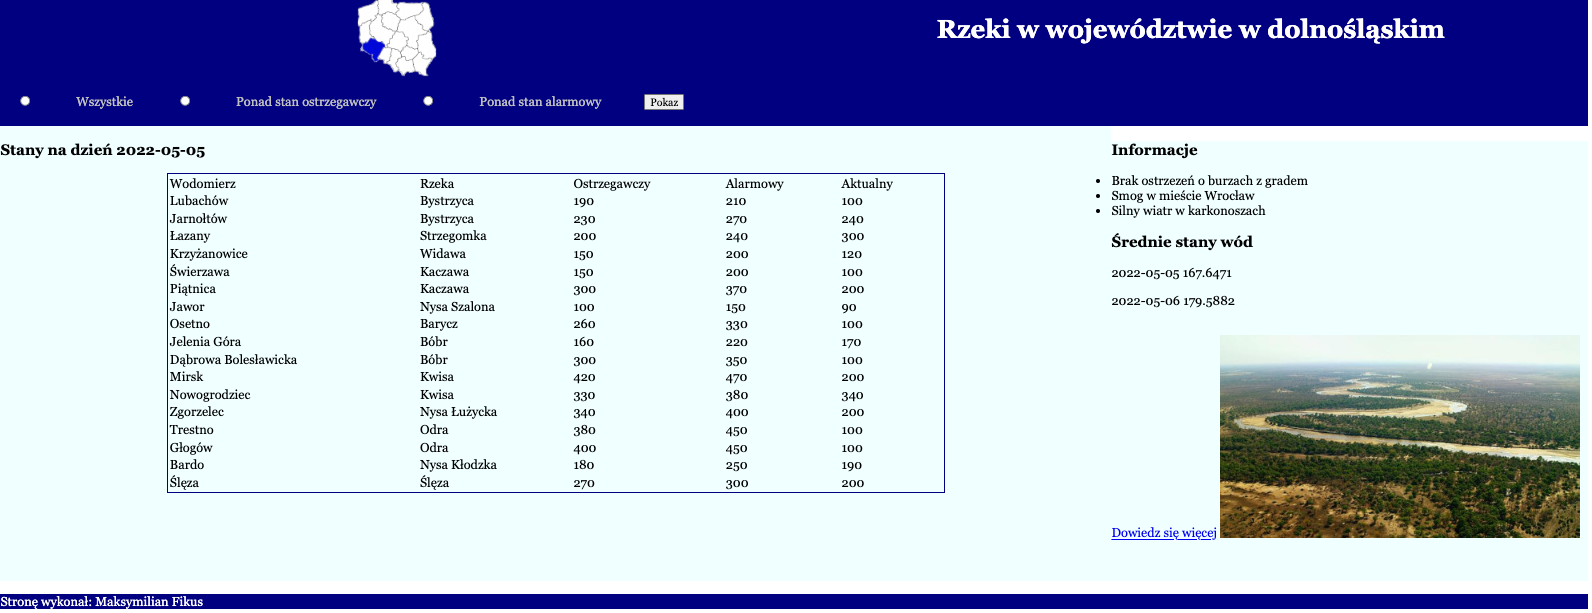 Rzeki w województwie w dolnośląskim
Wszystkie Ponad stan ostrzegawczy Ponad stan alarmowy Pokaz
Stany na dzień 2022-05-05
Wodomierz Rzeka Ostrzegawczy Alarmowy Aktualny
Lubachów Bystrzyca 190 210 100
Jarnołtów Bystrzyca 230 270 240
Łazany Strzegomka 200 240 300
Krzyżanowice Widawa 150 200 120
Świerzawa Kaczawa 150 200 100
Piątnica Kaczawa 300 370 200
Jawor Nysa Szalona 100 150 90
Osetno Barycz 260 330 100
Jelenia Góra Bóbr 160 220 170
Dąbrowa Bolesławicka Bóbr 300 350 100
Mirsk Kwisa 420 470 200
Nowogrodziec Kwisa 330 380 340
Zgorzelec Nysa Łużycka 340 400 200
Trestno Odra 380 450 100
Głogów Odra 400 450 100
Bardo Nysa Kłodzka 180 250 190
Ślęza Ślęza 270 300 200
Informacje
Brak ostrzezeń o burzach z gradem
Smog w mieście Wrocław
Silny wiatr w karkonoszach
Średnie stany wód
2022-05-05 167.6471
2022-05-06 179.5882
Dowiedz się więcej
Stronę wykonał: Maksymilian Fikus